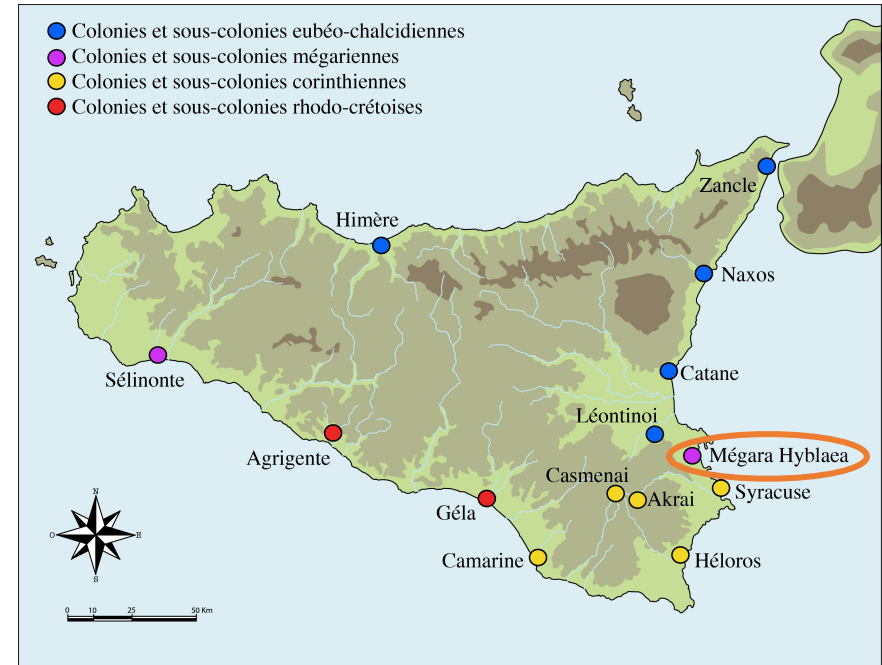 Colonies et sous-colonies eubéo-chalcidiennes
Colonies et sous-colonies mégariennes
Colonies et sous-colonies corinthiennes
Colonies et sous-colonies rhodo-crétoises
Zancle
Himère
Naxos
Sélinonte
Catane
Léontinoi
Agrigente
Mégara Hyblaea
Casmenai
Syracuse
Akrai
Géla
Camarine
Héloros
N
O
E
S
0 10 25 50 Km